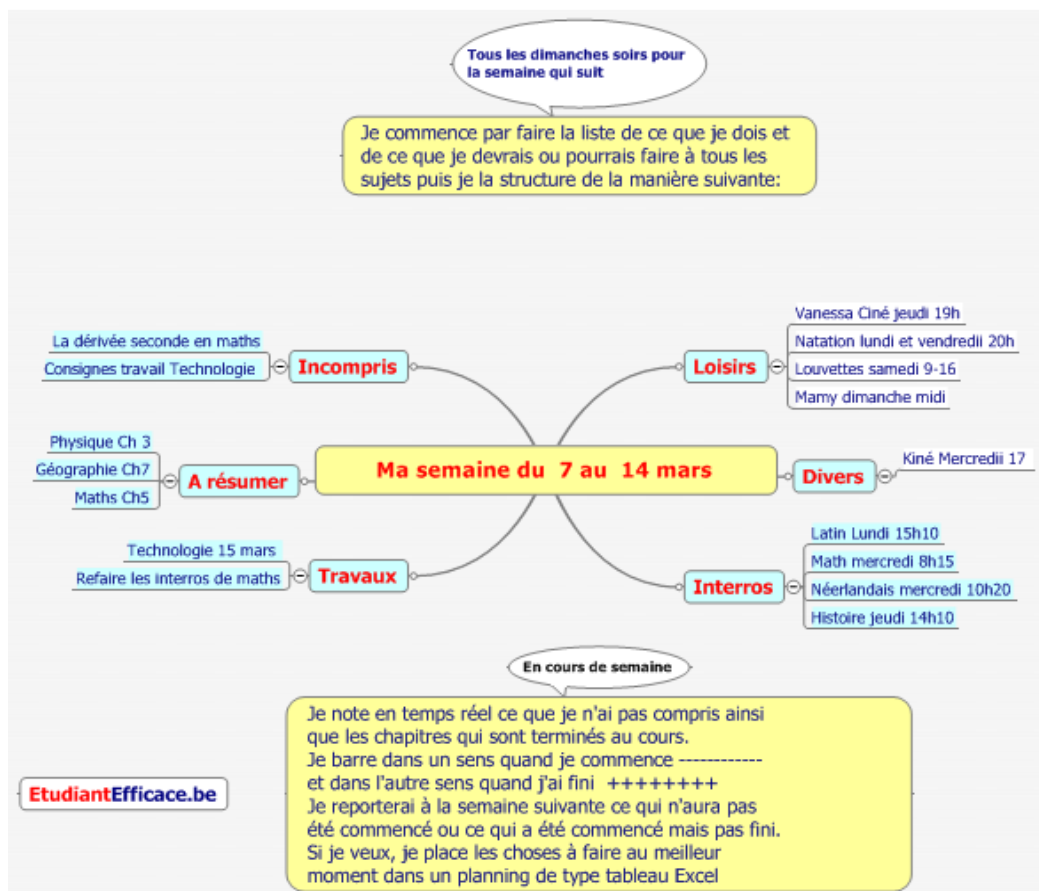 Tous les dimanches soirs pour
la semaine qui suit
Je commence par faire la liste de ce que je dois et
de ce que je devrais ou pourrais faire à tous les
sujets puis je la structure de la manière suivante:
La dérivée seconde en maths
Consignes travail Technologie
Incompris
Physique Ch 3
Géographie Ch7
Maths Ch5
A résumer
Technologie 15 mars
Refaire les interros de maths
Travaux
Ma semaine du 7 au 14 mars
Loisirs
Vanessa Ciné jeudi 19h
Natation lundi et vendredii 20h
Louvettes samedi 9-16
Mamy dimanche midi
Divers
Kiné Mercredii 17
Interros
Latin Lundi 15h10
Math mercredi 8h15
Néerlandais mercredi 10h20
Histoire jeudi 14h10
En cours de semaine
Je note en temps réel ce que je n'ai pas compris ainsi
que les chapitres qui sont terminés au cours.
Je barre dans un sens quand je commence ------------
et dans l'autre sens quand j'ai fini ++++++++
Je reporterai à la semaine suivante ce qui n'aura pas
été commencé ou ce qui a été commencé mais pas fini.
Si je veux, je place les choses à faire au meilleur
moment dans un planning de type tableau Excel
EtudiantEfficace.be